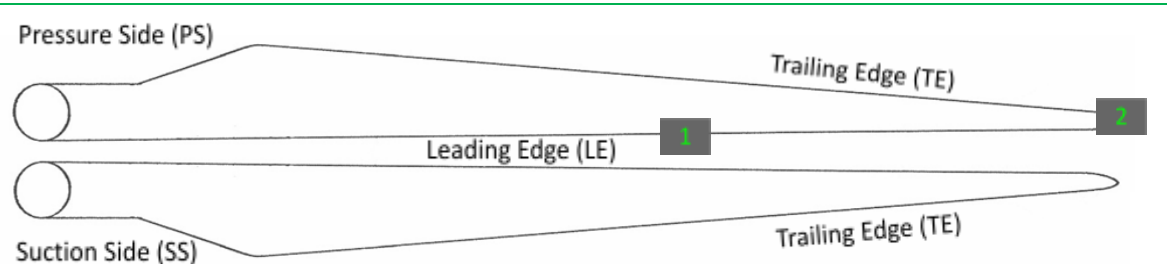 Pressure Side (PS)
Trailing Edge (TE)
2
1
Leading Edge (LE)
Trailing Edge (TE)
Suction Side (SS)